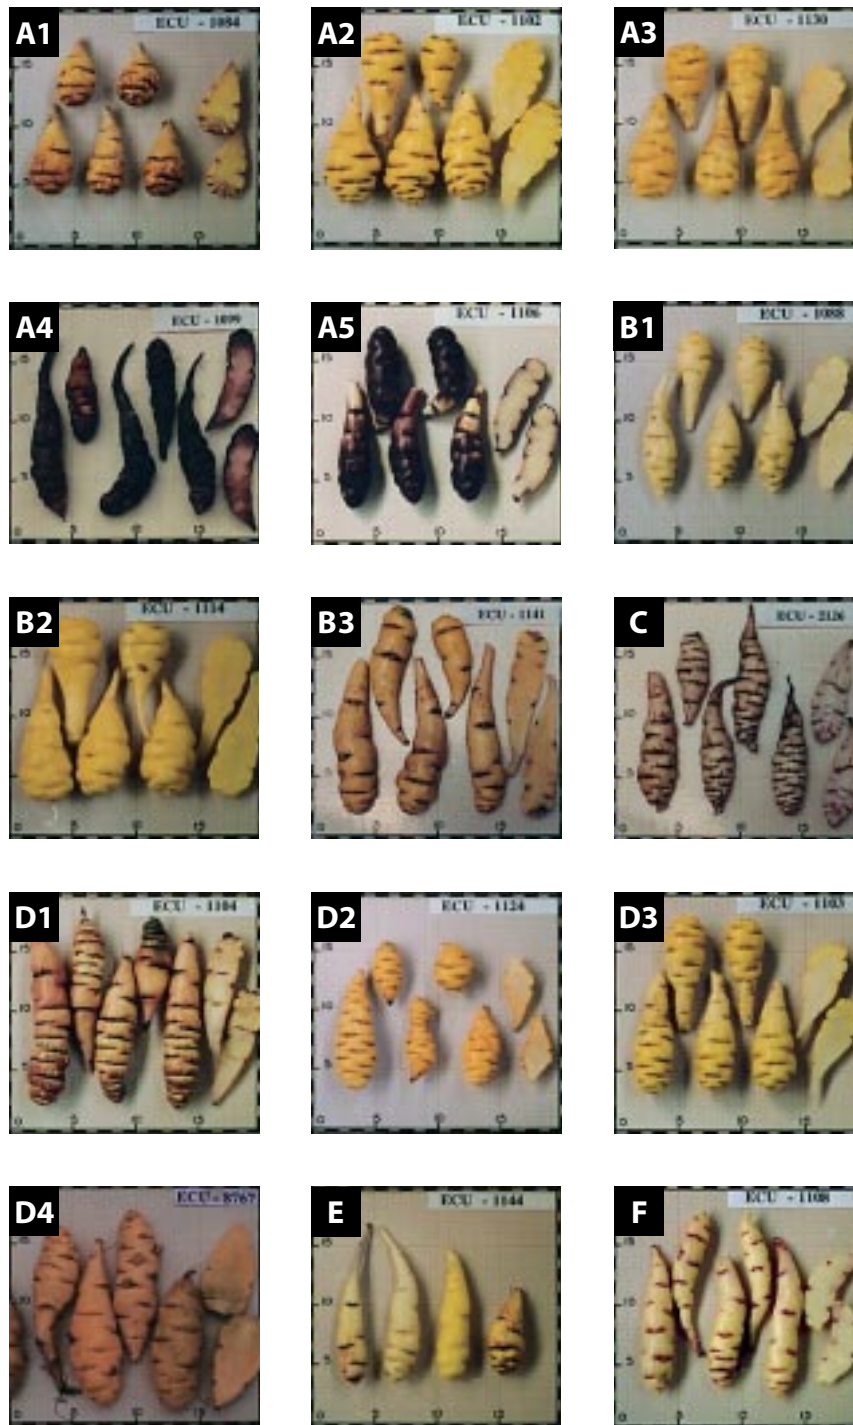 A1 ECU - 1084
A2 ECU - 1102
A3 ECU - 1130
A4 ECU - 1099
A5 ECU - 1106
B1 ECU - 1088
B2 ECU - 1114
B3 ECU - 1141
C ECU - 2126
D1 ECU - 1104
D2 ECU - 1124
D3 ECU - 1103
D4 ECU - 8767
E ECU - 1144
F ECU - 1108